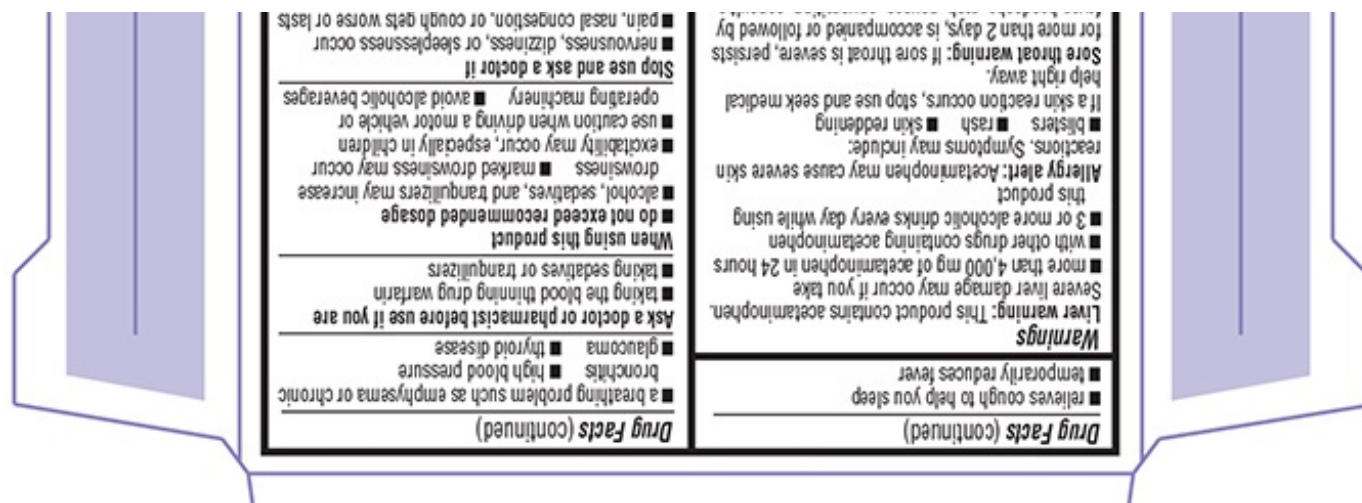 Drug Facts (continued)
■ relieves cough to help you sleep
■ temporarily reduces fever
Warnings
Liver warning: This product contains acetaminophen.
Severe liver damage may occur if you take
■ more than 4,000 mg of acetaminophen in 24 hours
■ with other drugs containing acetaminophen
■ 3 or more alcoholic drinks every day while using
this product
Allergy alert: Acetaminophen may cause severe skin
reactions. Symptoms may include:
■ blisters ■ rash ■ skin reddening
If a skin reaction occurs, stop use and seek medical
help right away.
Sore throat warning: If sore throat is severe, persists
for more than 2 days, is accompanied or followed by
Drug Facts (continued)
■ a breathing problem such as emphysema or chronic
bronchitis ■ high blood pressure
■ glaucoma ■ thyroid disease
Ask a doctor or pharmacist before use if you are
■ taking the blood thinning drug warfarin
■ taking sedatives or tranquilizers
When using this product
■ do not exceed recommended dosage
■ alcohol, sedatives, and tranquilizers may increase
drowsiness ■ marked drowsiness may occur
■ excitability may occur, especially in children
■ use caution when driving a motor vehicle or
operating machinery ■ avoid alcoholic beverages
Stop use and ask a doctor if
■ nervousness, dizziness, or sleeplessness occur
■ pain, nasal congestion, or cough gets worse or lasts